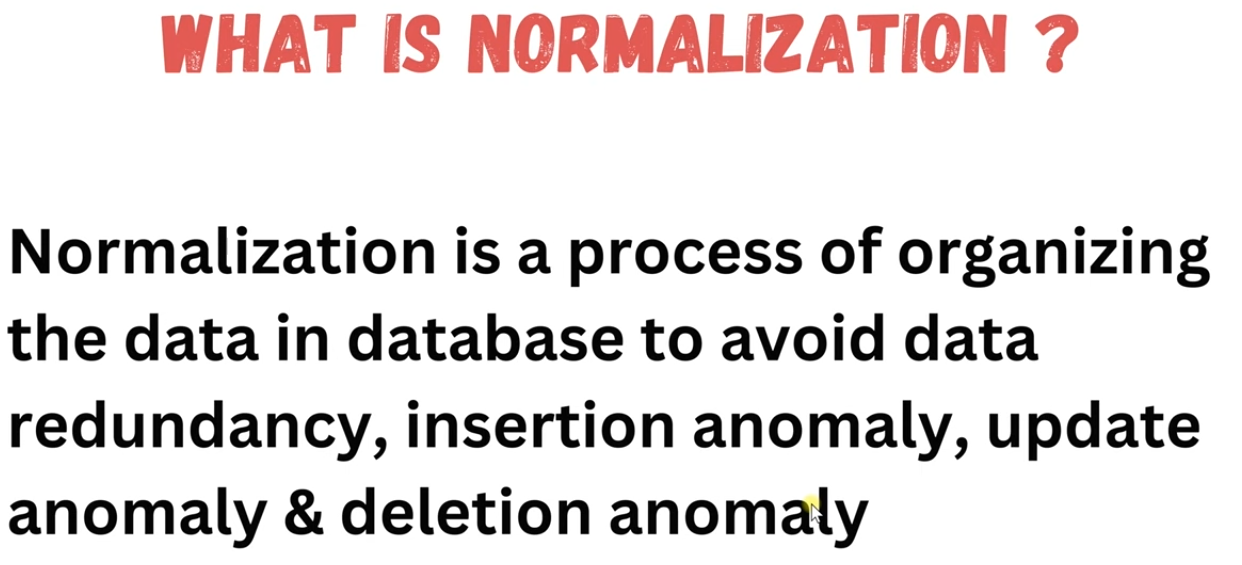 WHAT IS NORMALIZATION ?
Normalization is a process of organizing
the data in database to avoid data
redundancy, insertion anomaly, update
anomaly & deletion anomaly